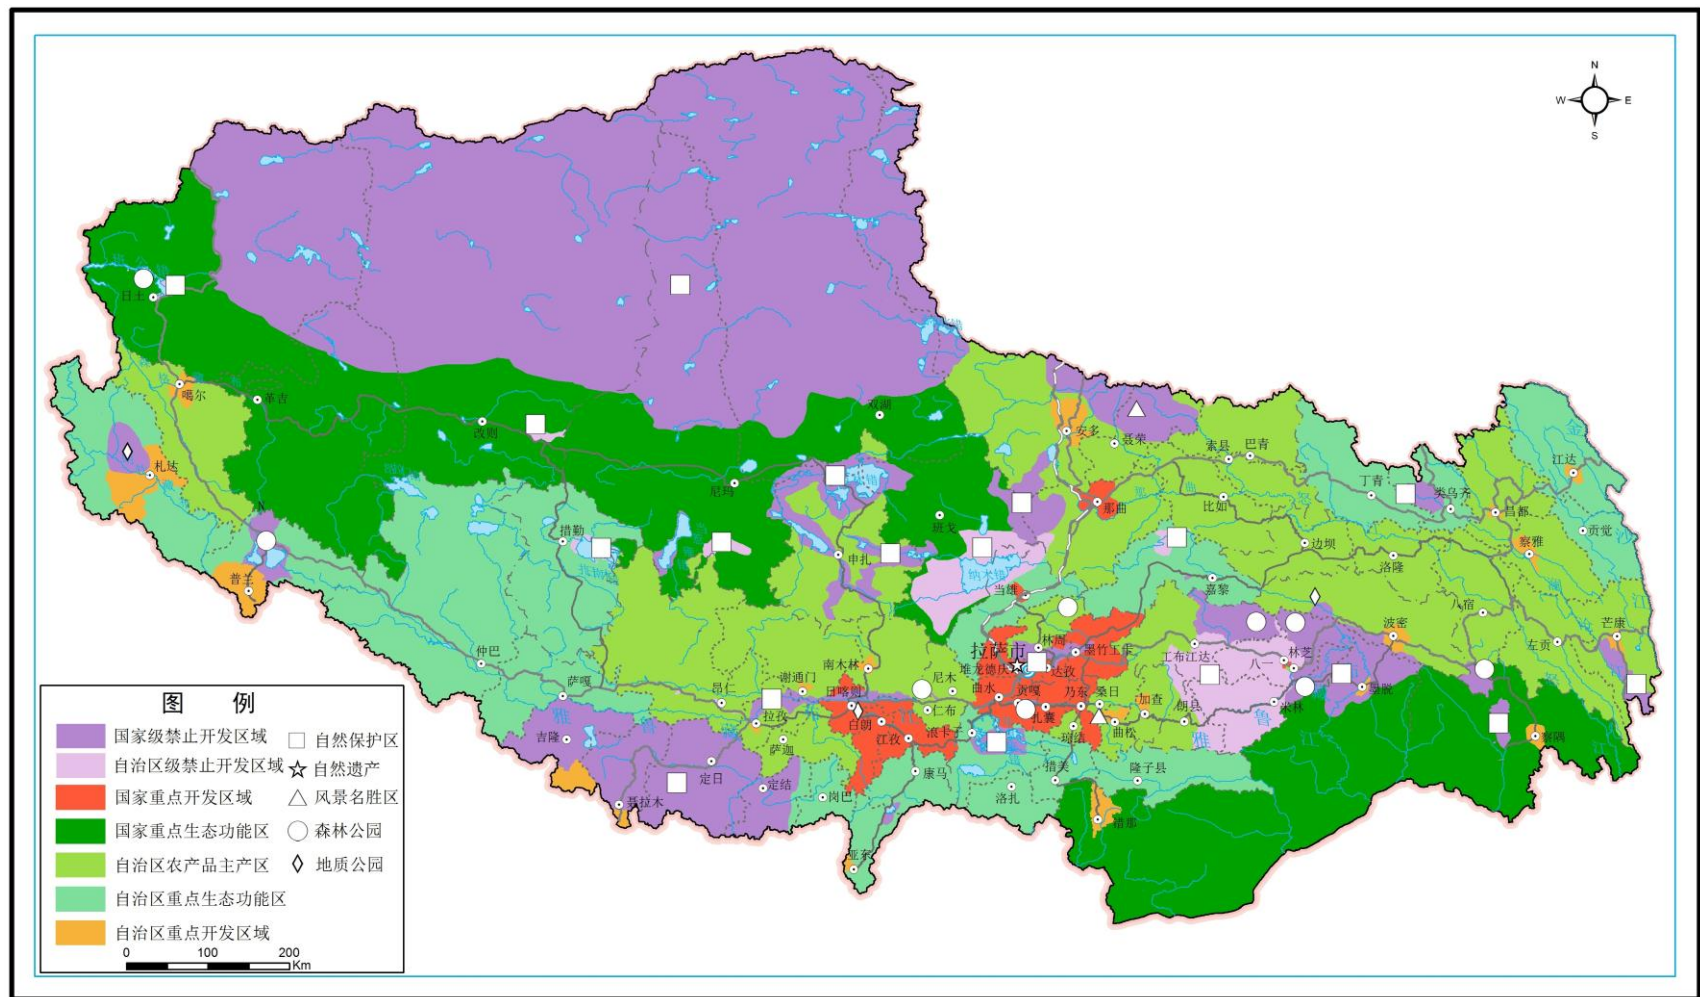 N
W E
S
日土
噶尔
革吉
改则
双湖
安多
聂荣
索县
巴青
丁青
类乌齐
江达
札达
尼玛
那曲
比如
昌都
贡觉
措勤
班戈
申扎
纳木错
边坝
洛隆
察雅
普兰
当雄
嘉黎
八宿
芒康
左贡
波密
仲巴
萨嘎
南木林
谢通门
昂仁
日喀则
拉孜
尼木
仁布
拉萨市
林周
墨竹工卡
堆龙德庆
达孜
曲水
贡嘎
扎囊
乃东
桑日
加查
朗县
工布江达
八一
林芝
米林
墨脱
察隅
白朗
江孜
浪卡子
琼结
曲松
萨迦
吉隆
定日
定结
聂拉木
岗巴
康马
洛扎
措美
隆子县
错那
亚东
图 例
国家级禁止开发区域
自然保护区
自治区级禁止开发区域
自然遗产
国家重点开发区域
风景名胜区
国家重点生态功能区
森林公园
自治区农产品主产区
地质公园
自治区重点生态功能区
自治区重点开发区域
0 100 200
Km